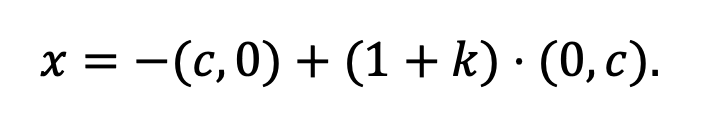 x = −(c, 0) + (1 + k) · (0, c).